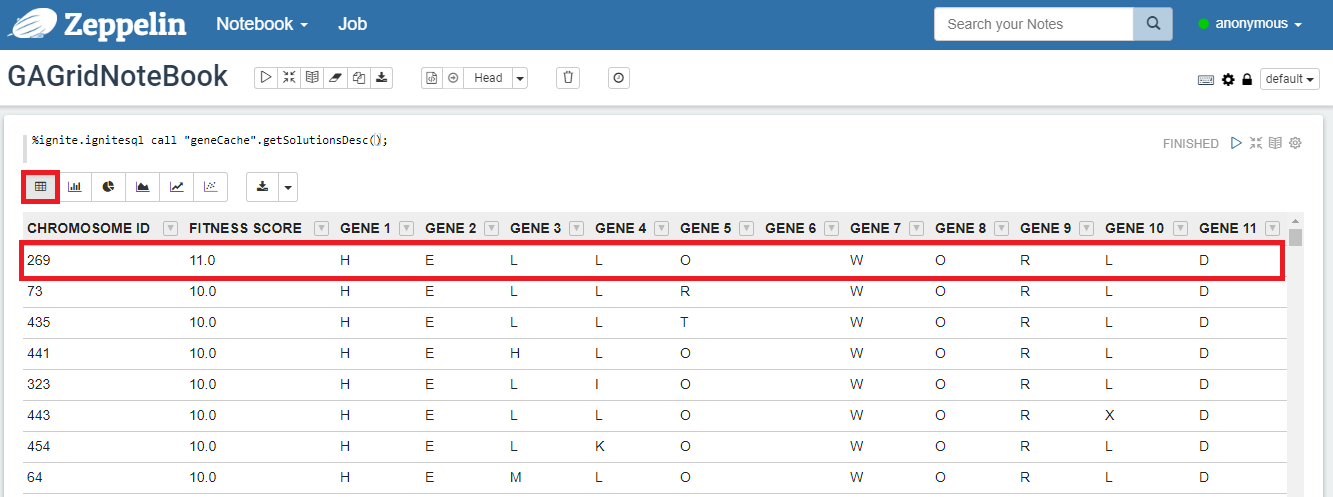 Zeppelin Notebook Job Search your Notes anonymous
GAGridNoteBook Head default
%ignite.ignitesql call "geneCache".getSolutionsDesc();
FINISHED
CHROMOSOME ID FITNESS SCORE GENE 1 GENE 2 GENE 3 GENE 4 GENE 5 GENE 6 GENE 7 GENE 8 GENE 9 GENE 10 GENE 11
269 11.0 H E L L O W O R L D
73 10.0 H E L L R W O R L D
435 10.0 H E L L T W O R L D
441 10.0 H E H L O W O R L D
323 10.0 H E L I O W O R L D
443 10.0 H E L L O W O R X D
454 10.0 H E L K O W O R L D
64 10.0 H E M L O W O R L D